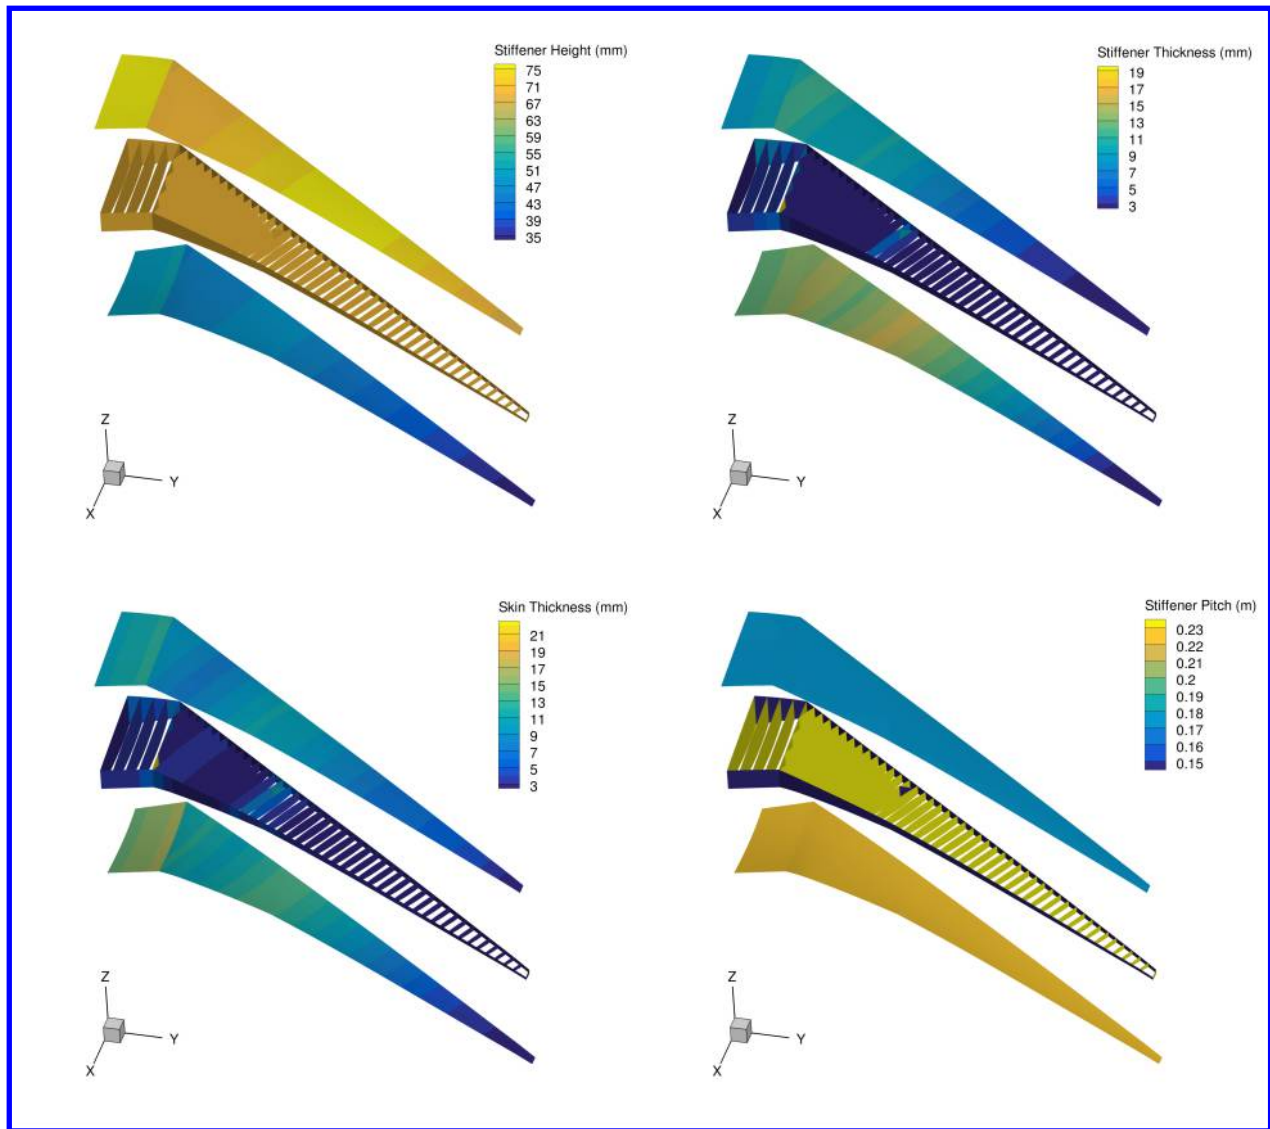 Stiffener Height (mm)
75
71
67
63
59
55
51
47
43
39
35
Z
Y
X
Stiffener Thickness (mm)
19
17
15
13
11
9
7
5
3
Z
Y
X
Skin Thickness (mm)
21
19
17
15
13
11
9
7
5
3
Z
Y
X
Stiffener Pitch (m)
0.23
0.22
0.21
0.2
0.19
0.18
0.17
0.16
0.15
Z
Y
X